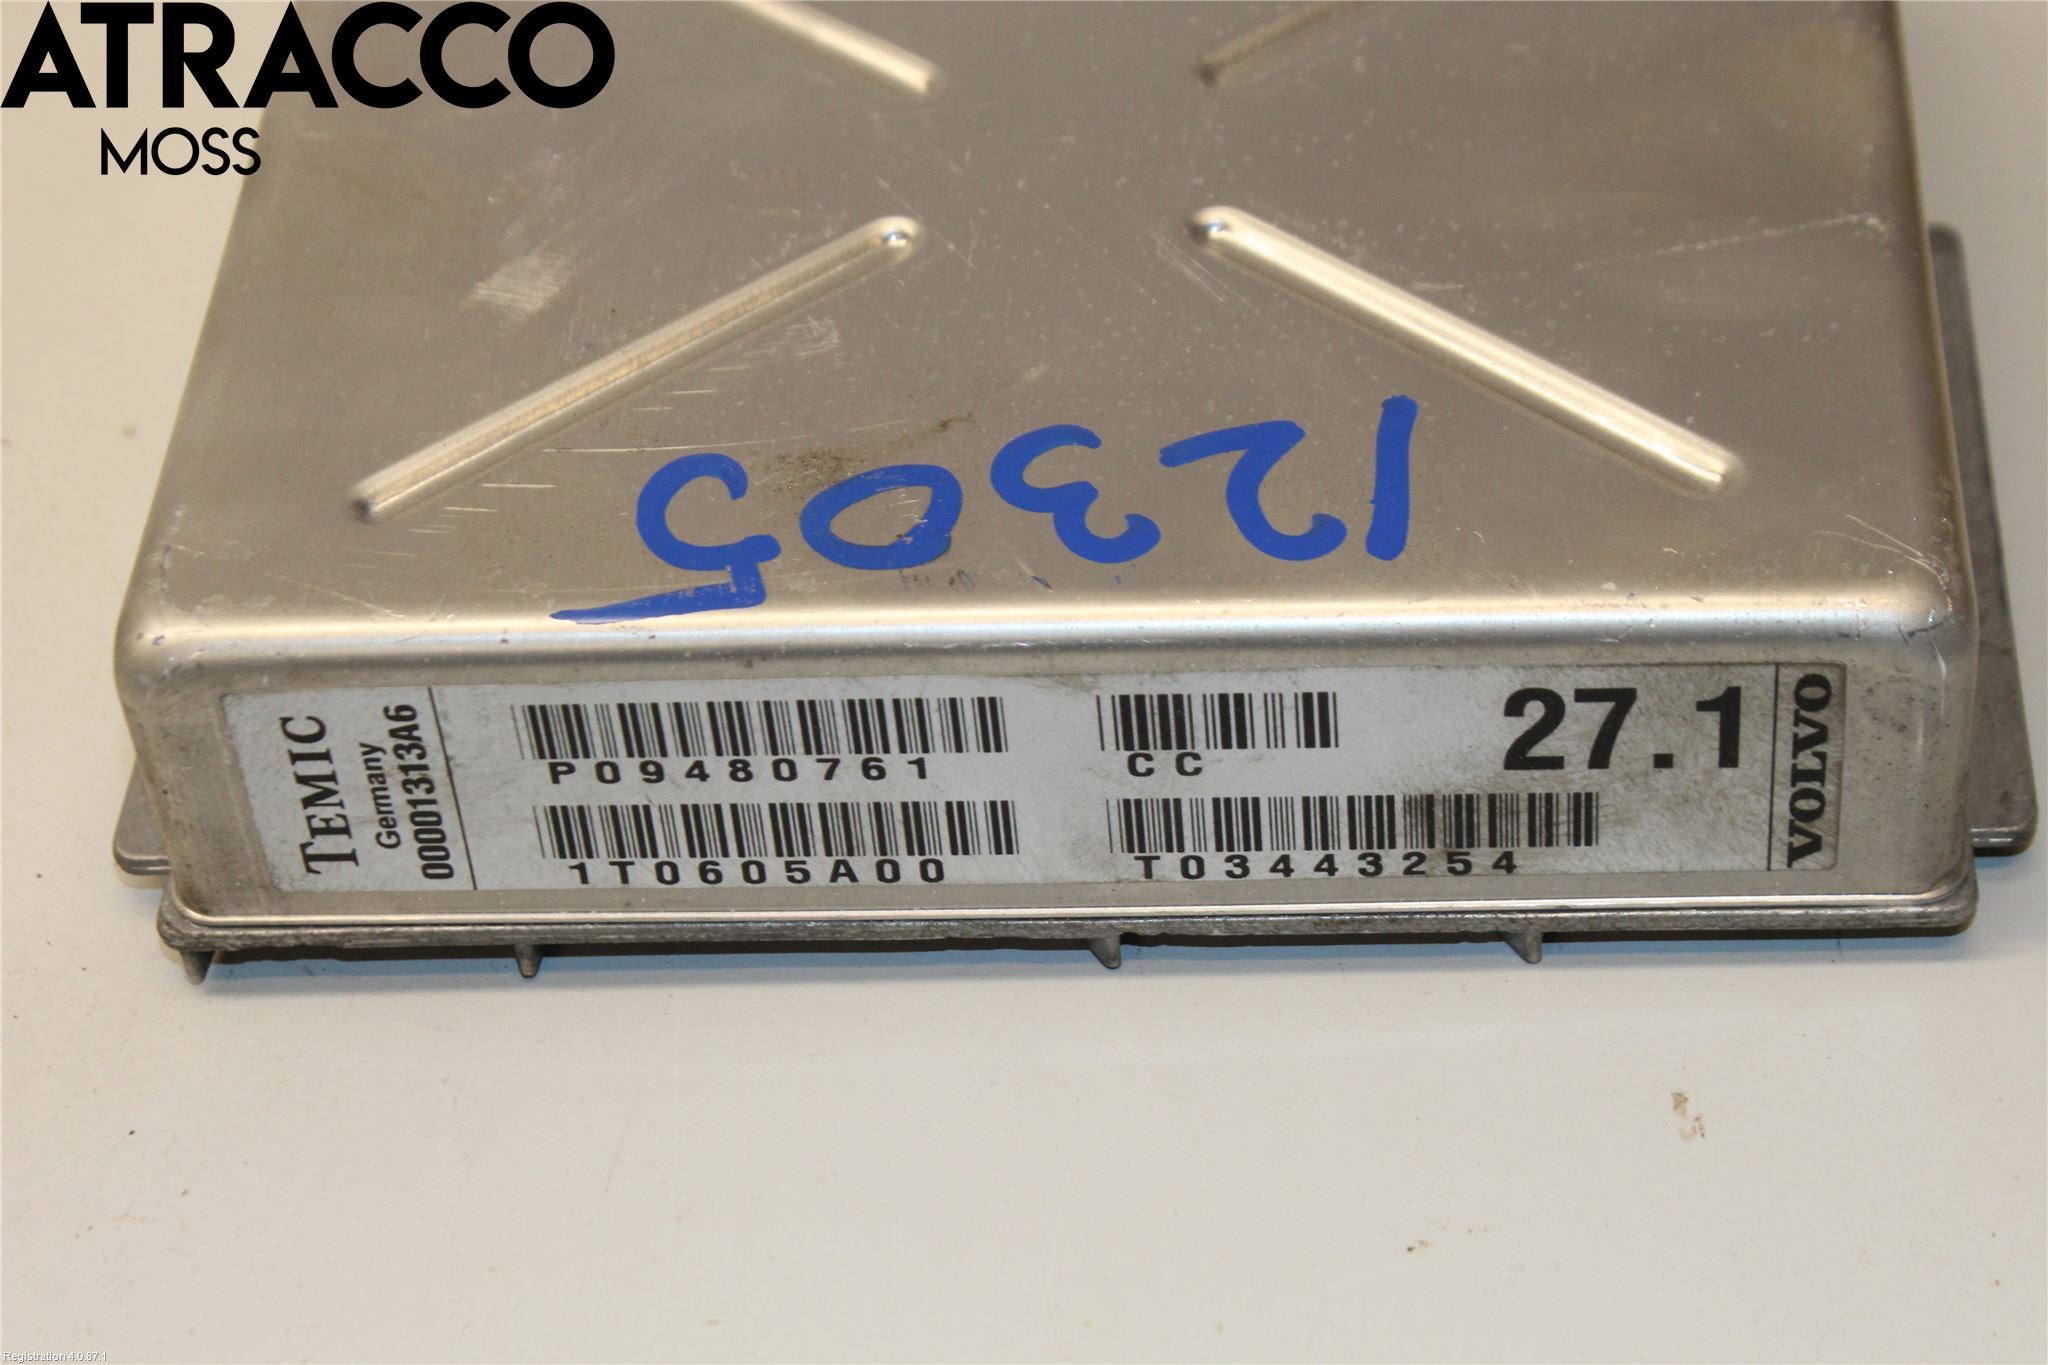 ATRACCO
MOSS
12305
TEMIC
Germany
00001313A6
P09480761
CC
27.1
1T0605A00
T03443254
VOLVO
Registration 4.0.87.1